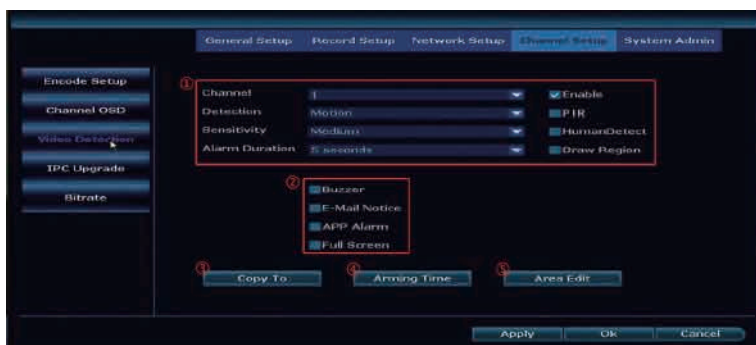 General Setup Record Setup Network Setup Channel Setup System Admin
Encode Setup
Channel OSD
Video Detection
IPC Upgrade
Bitrate
①
Channel 1 Enable
Detection Motion PIR
Sensitivity Medium HumanDetect
Alarm Duration 5 seconds Draw Region
②
Buzzer
E-Mail Notice
APP Alarm
Full Screen
③ ④ ⑤
Copy To Arming Time Area Edit
Apply Ok Cancel